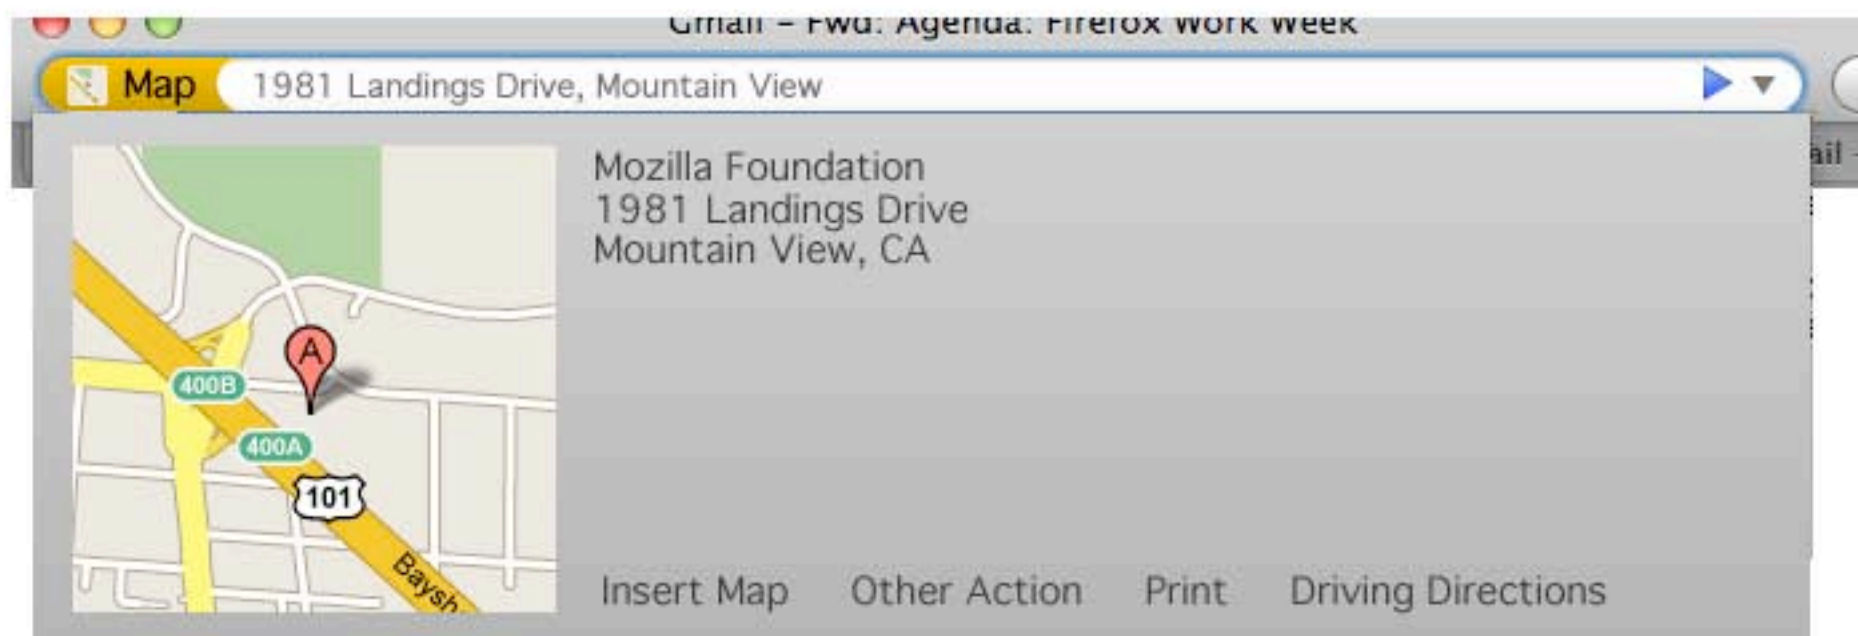 Gmail – Fwd: Agenda: Firefox Work Week
Map 1981 Landings Drive, Mountain View
ail -
Mozilla Foundation
1981 Landings Drive
Mountain View, CA
A
400B
400A
101
Baysh
Insert Map Other Action Print Driving Directions